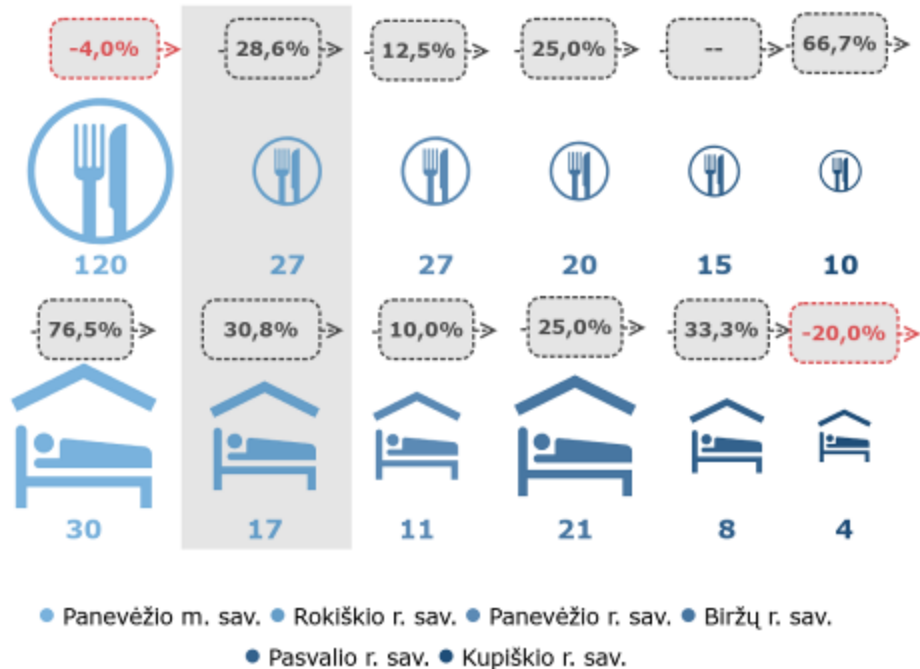 -4,0% 28,6% 12,5% 25,0% -- 66,7%
120 27 27 20 15 10
76,5% 30,8% 10,0% 25,0% 33,3% -20,0%
30 17 11 21 8 4
Panevėžio m. sav. Rokiškio r. sav. Panevėžio r. sav. Biržų r. sav.
Pasvalio r. sav. Kupiškio r. sav.